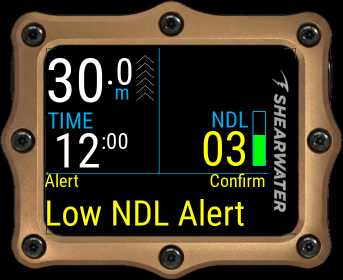 30.0
m
TIME
12:00
NDL
03
Alert
Confirm
Low NDL Alert
SHEARWATER